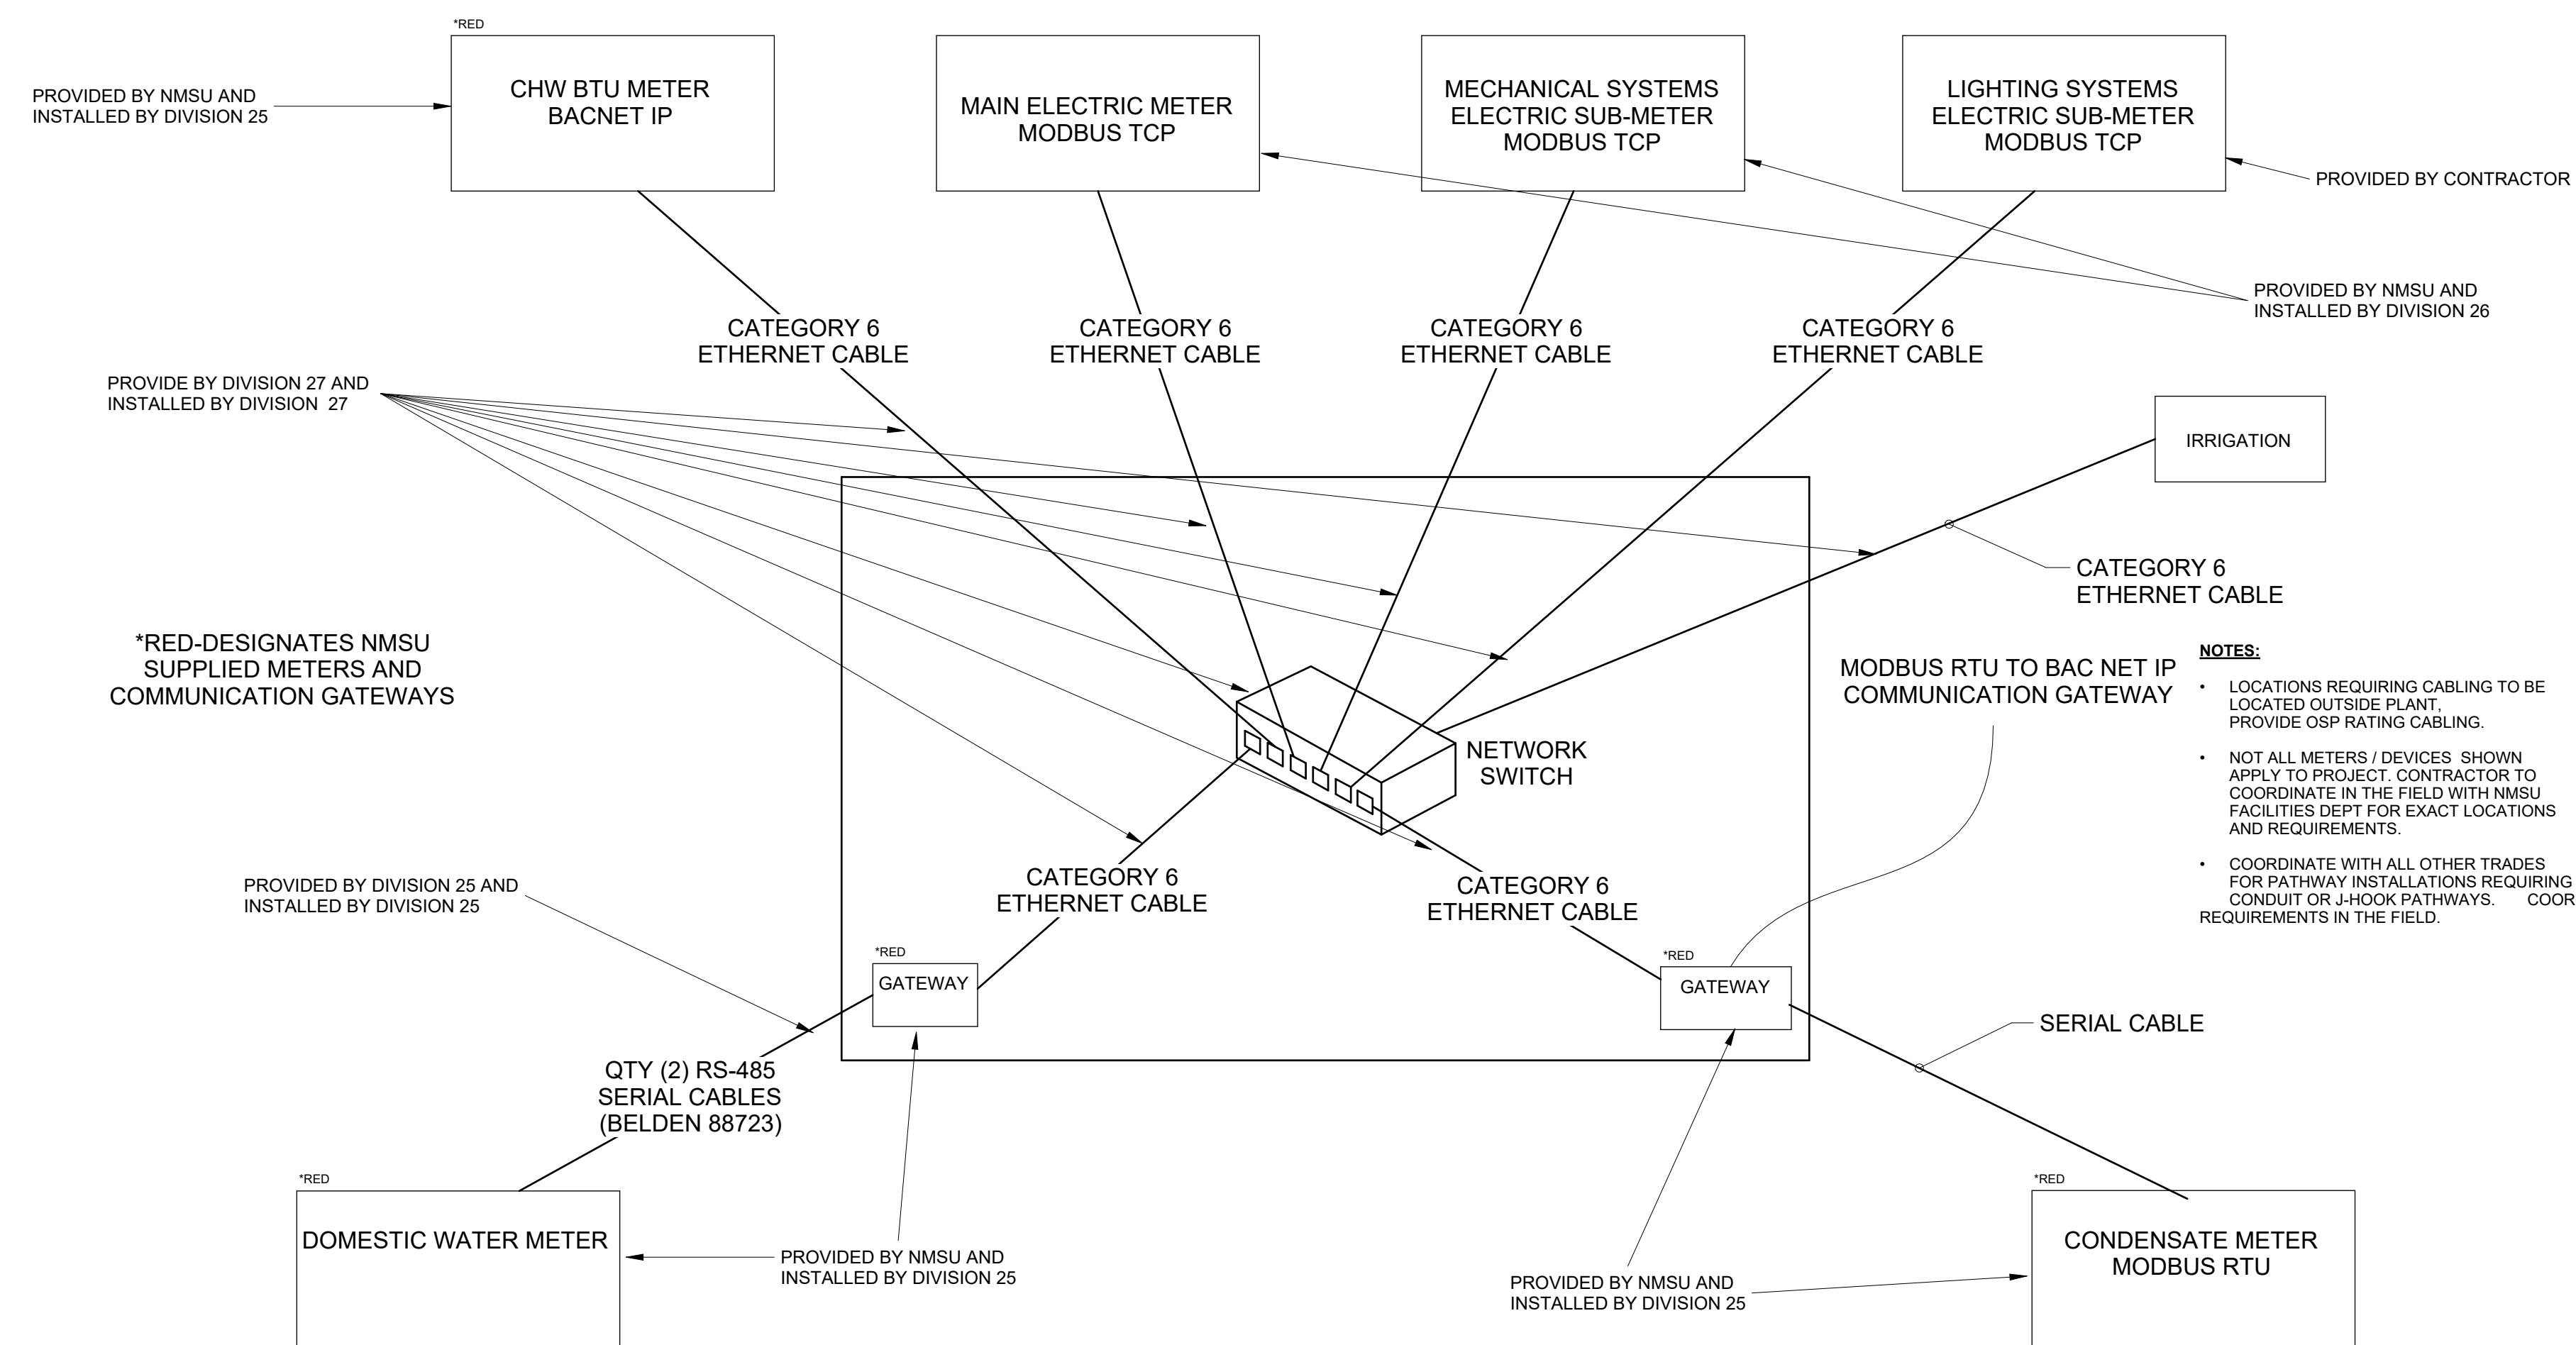 *RED
CHW BTU METER
BACNET IP
MAIN ELECTRIC METER
MODBUS TCP
MECHANICAL SYSTEMS
ELECTRIC SUB-METER
MODBUS TCP
LIGHTING SYSTEMS
ELECTRIC SUB-METER
MODBUS TCP
PROVIDED BY NMSU AND
INSTALLED BY DIVISION 25
PROVIDED BY CONTRACTOR
PROVIDED BY NMSU AND
INSTALLED BY DIVISION 26
CATEGORY 6
ETHERNET CABLE
CATEGORY 6
ETHERNET CABLE
CATEGORY 6
ETHERNET CABLE
CATEGORY 6
ETHERNET CABLE
PROVIDE BY DIVISION 27 AND
INSTALLED BY DIVISION 27
IRRIGATION
CATEGORY 6
ETHERNET CABLE
*RED-DESIGNATES NMSU
SUPPLIED METERS AND
COMMUNICATION GATEWAYS
MODBUS RTU TO BAC NET IP
COMMUNICATION GATEWAY
NOTES:
• LOCATIONS REQUIRING CABLING TO BE
LOCATED OUTSIDE PLANT,
PROVIDE OSP RATING CABLING.
• NOT ALL METERS / DEVICES SHOWN
APPLY TO PROJECT. CONTRACTOR TO
COORDINATE IN THE FIELD WITH NMSU
FACILITIES DEPT FOR EXACT LOCATIONS
AND REQUIREMENTS.
• COORDINATE WITH ALL OTHER TRADES
FOR PATHWAY INSTALLATIONS REQUIRING
CONDUIT OR J-HOOK PATHWAYS. COOR
REQUIREMENTS IN THE FIELD.
NETWORK
SWITCH
CATEGORY 6
ETHERNET CABLE
CATEGORY 6
ETHERNET CABLE
PROVIDED BY DIVISION 25 AND
INSTALLED BY DIVISION 25
*RED
GATEWAY
*RED
GATEWAY
SERIAL CABLE
QTY (2) RS-485
SERIAL CABLES
(BELDEN 88723)
*RED
DOMESTIC WATER METER
PROVIDED BY NMSU AND
INSTALLED BY DIVISION 25
PROVIDED BY NMSU AND
INSTALLED BY DIVISION 25
*RED
CONDENSATE METER
MODBUS RTU